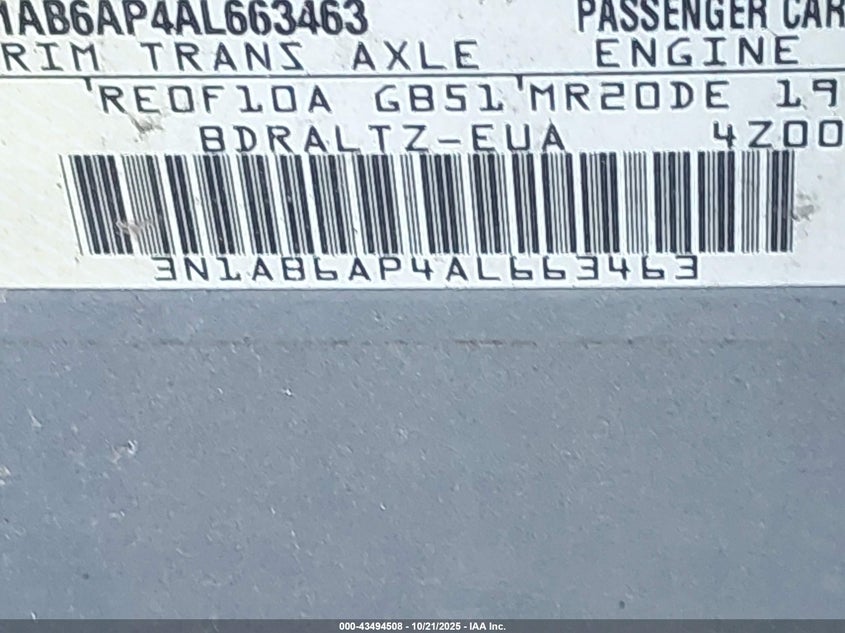 1AB6AP4AL663463 PASSENGER CAR
RIM TRANS AXLE ENGINE
RE0F10A GB51 MR20DE 19
BDRALTZ-EUA 4Z00
3N1AB6AP4AL663463
000-43494508 - 10/21/2025 - IAA Inc.